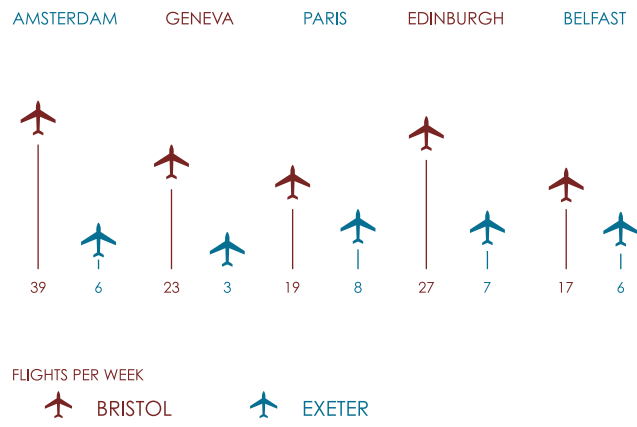 AMSTERDAM GENEVA PARIS EDINBURGH BELFAST
39 6 23 3 19 8 27 7 17 6
FLIGHTS PER WEEK
BRISTOL EXETER